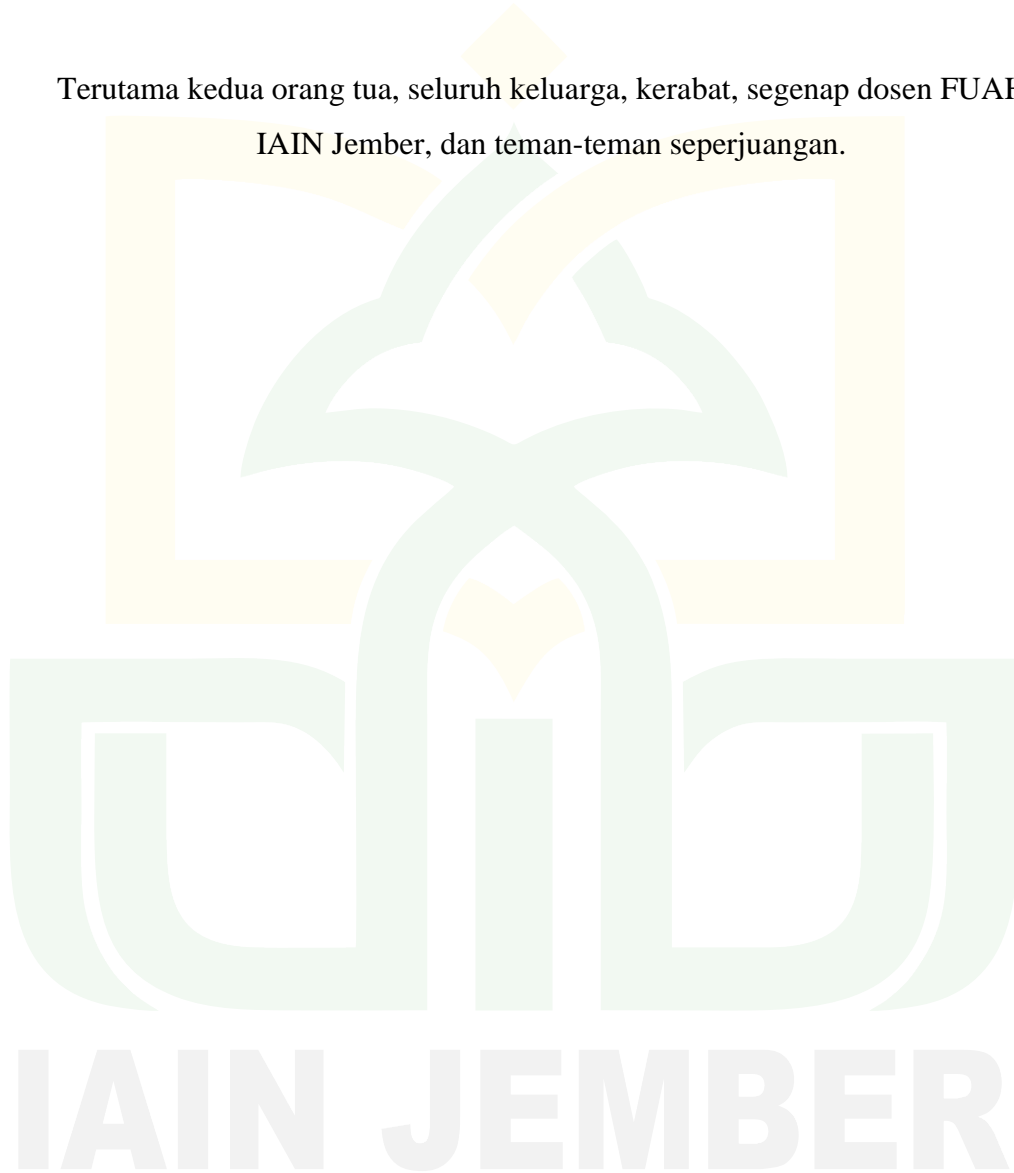 Terutama kedua orang tua, seluruh keluarga, kerabat, segenap dosen
IAIN Jember, dan teman-teman seperjuangan.
IAIN JEMBER